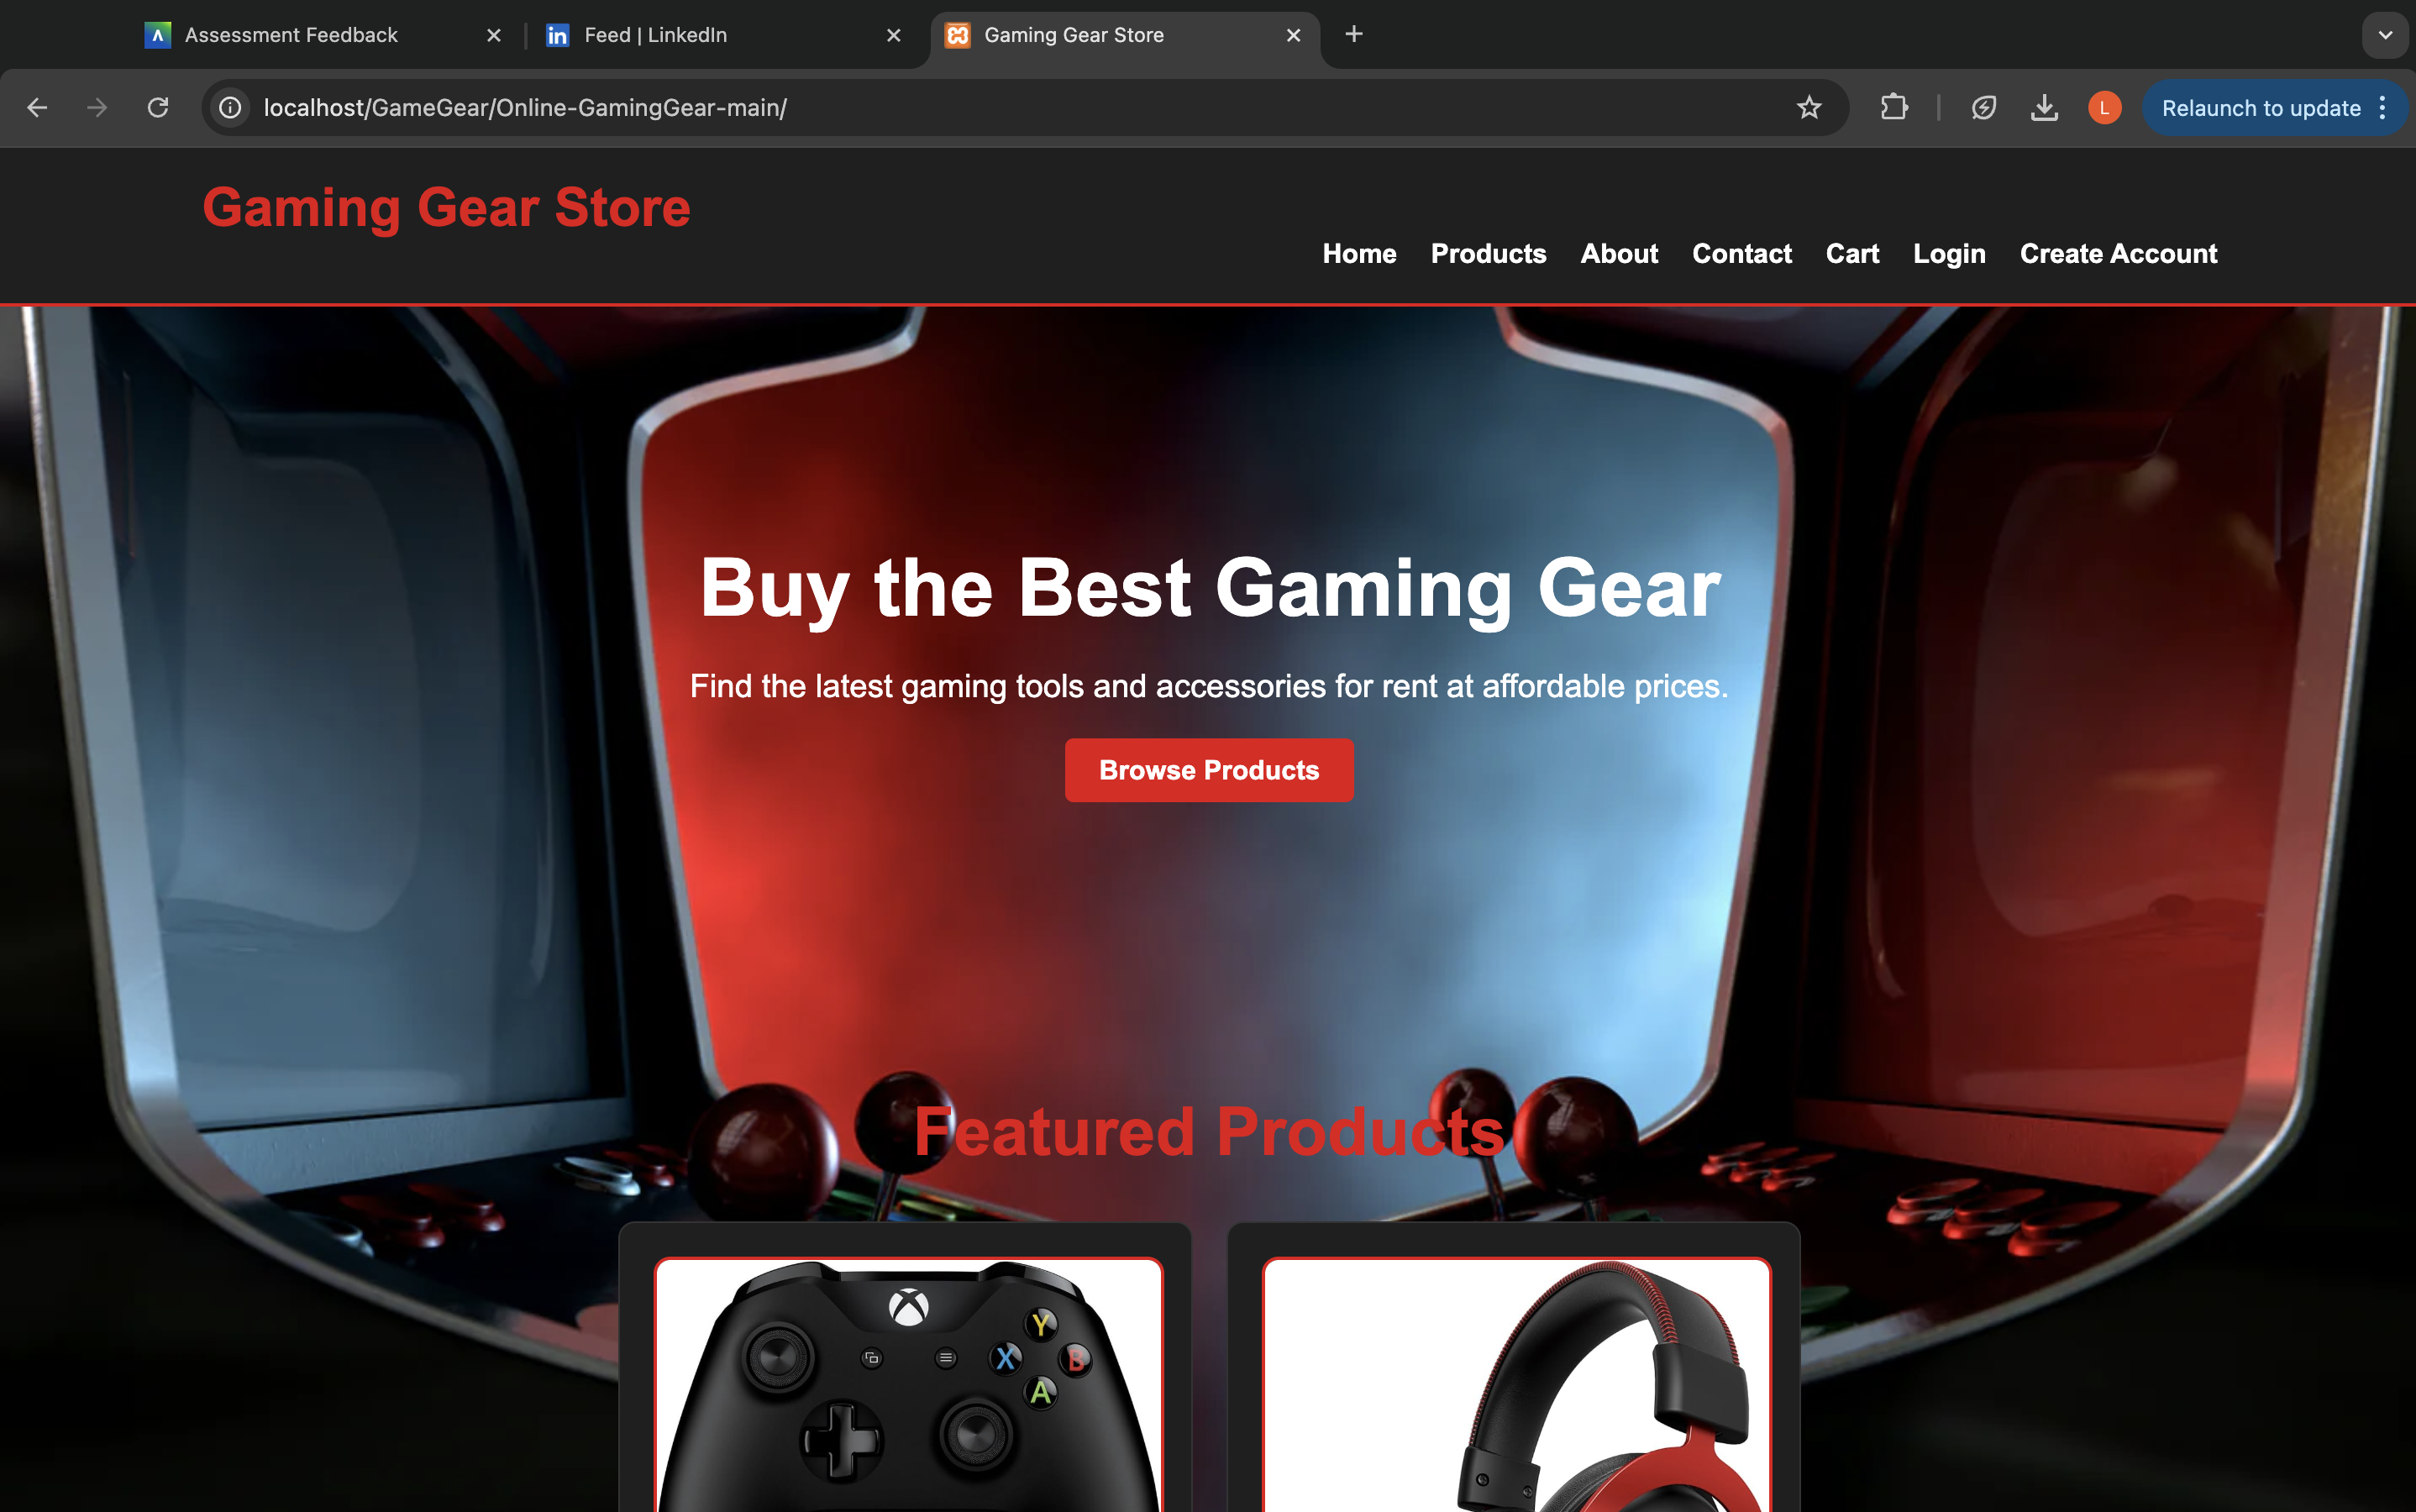 Assessment Feedback
Feed | LinkedIn
Gaming Gear Store
localhost/GameGear/Online-GamingGear-main/
L
Relaunch to update
Gaming Gear Store
Home Products About Contact Cart Login Create Account
Buy the Best Gaming Gear
Find the latest gaming tools and accessories for rent at affordable prices.
Browse Products
Featured Products
Y
X B
A